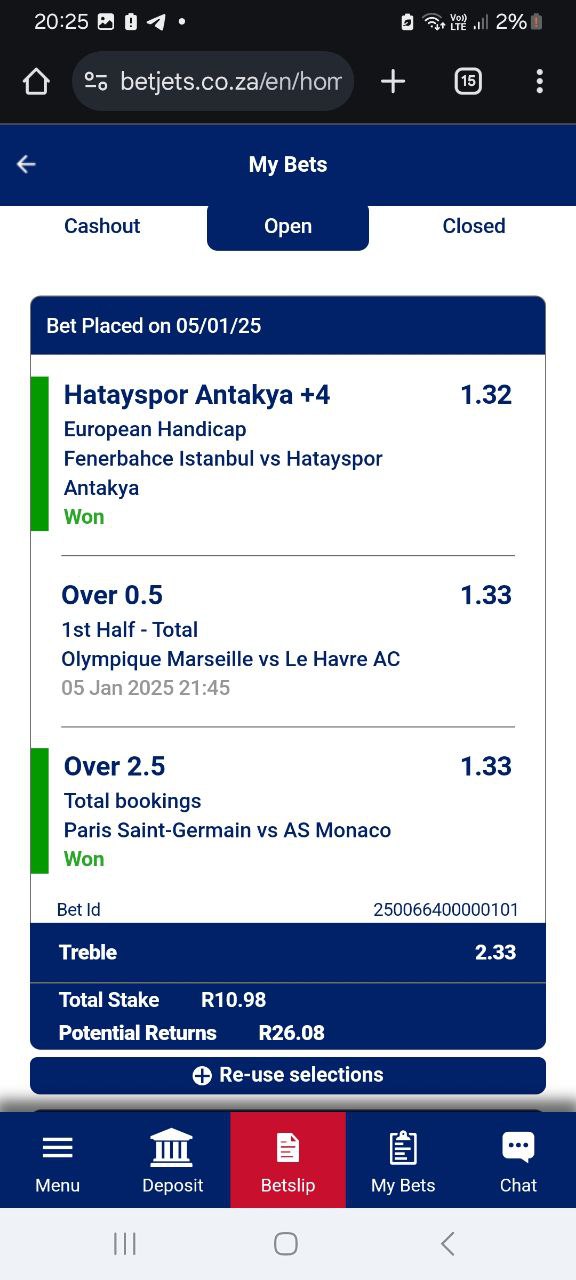 20:25
Vo)) LTE 2%
betjets.co.za/en/hom
15
My Bets
Cashout Open Closed
Bet Placed on 05/01/25
Hatayspor Antakya +4 1.32
European Handicap
Fenerbahce Istanbul vs Hatayspor
Antakya
Won
Over 0.5 1.33
1st Half - Total
Olympique Marseille vs Le Havre AC
05 Jan 2025 21:45
Over 2.5 1.33
Total bookings
Paris Saint-Germain vs AS Monaco
Won
Bet Id 250066400000101
Treble 2.33
Total Stake R10.98
Potential Returns R26.08
Re-use selections
Menu Deposit Betslip My Bets Chat